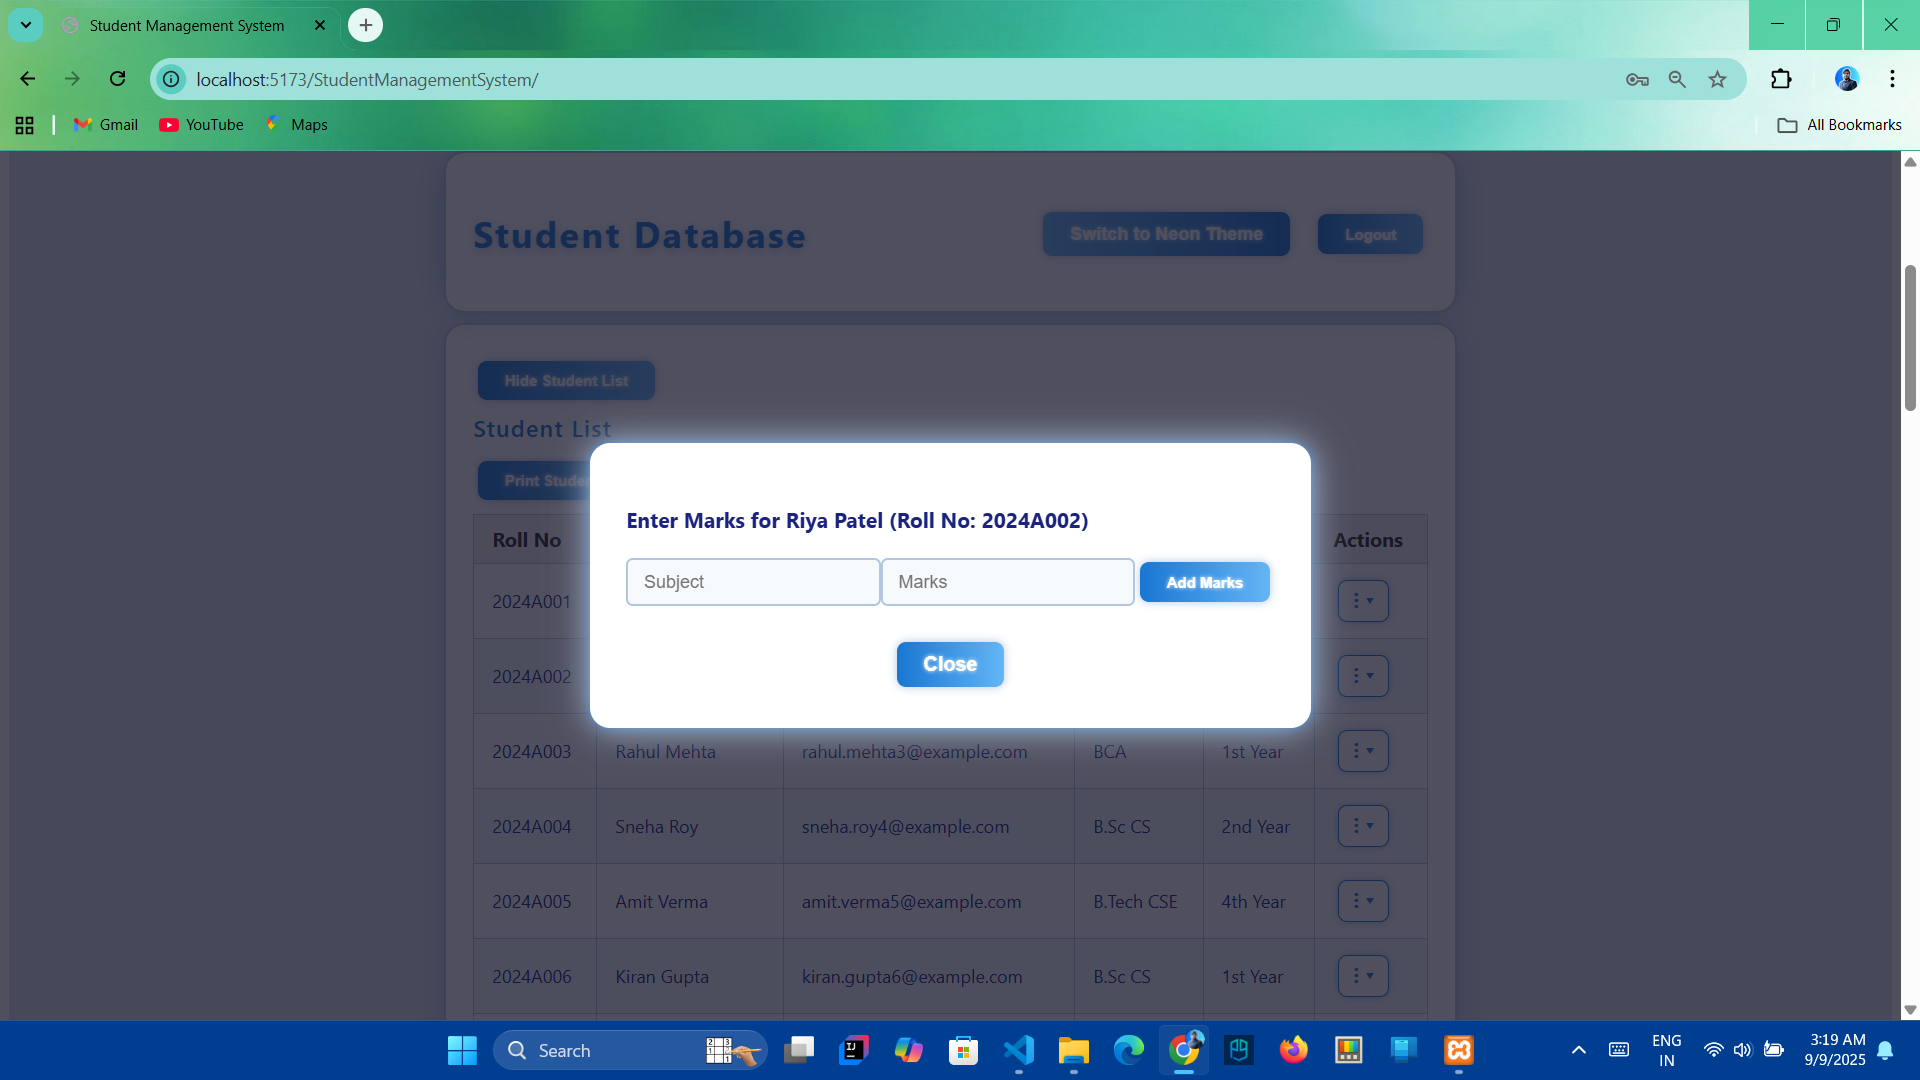 Student Management System
localhost:5173/StudentManagementSystem/
Gmail YouTube Maps All Bookmarks
Student Database Switch to Neon Theme Logout
Hide Student List
Student List
Print
Enter Marks for Riya Patel (Roll No: 2024A002)
Subject Marks Add Marks
Close
Roll No Actions
2024A001
2024A002
2024A003 Rahul Mehta rahul.mehta3@example.com BCA 1st Year
2024A004 Sneha Roy sneha.roy4@example.com B.Sc CS 2nd Year
2024A005 Amit Verma amit.verma5@example.com B.Tech CSE 4th Year
2024A006 Kiran Gupta kiran.gupta6@example.com B.Sc CS 1st Year
Search
ENG
IN
3:19 AM
9/9/2025